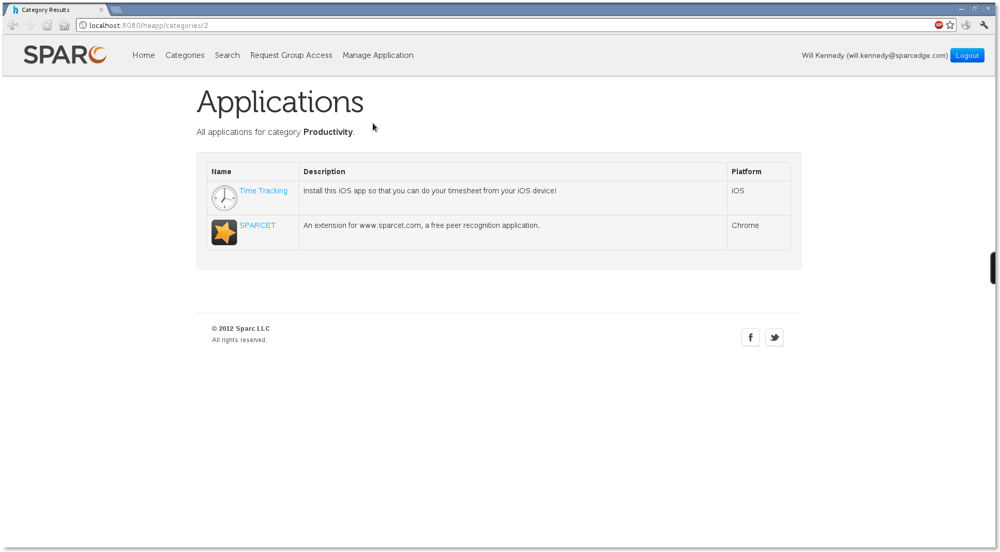 Category Results
localhost:8080/heapp/categories/2
ABP
SPARC
Home Categories Search Request Group Access Manage Application
Will Kennedy (will.kennedy@sparcedge.com) Logout
Applications
All applications for category Productivity.
Name Description Platform
Time Tracking Install this iOS app so that you can do your timesheet from your iOS device! iOS
SPARCET An extension for www.sparcet.com, a free peer recognition application. Chrome
© 2012 Sparc LLC
All rights reserved.